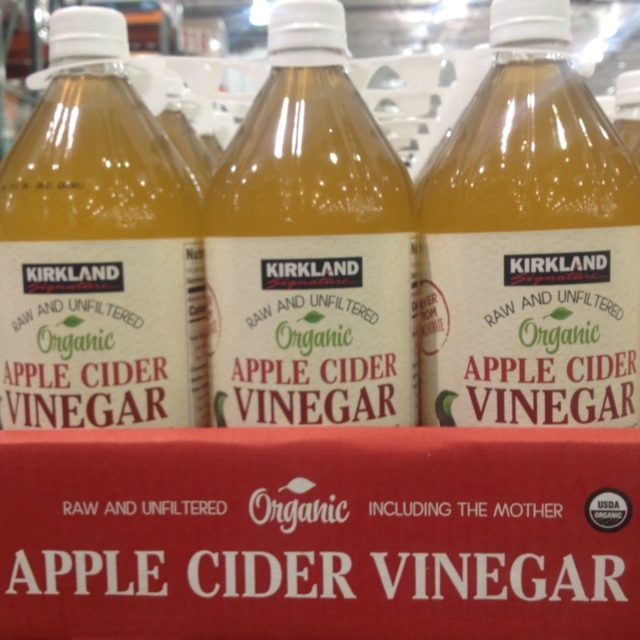 KIRKLAND
Signature
RAW AND UNFILTERED
Organic
APPLE CIDER
VINEGAR
KIRKLAND
Signature
RAW AND UNFILTERED
Organic
APPLE CIDER
VINEGAR
KIRKLAND
Signature
RAW AND UNFILTERED
Organic
APPLE CIDER
VINEGAR
RAW AND UNFILTERED Organic INCLUDING THE MOTHER
USDA
ORGANIC
APPLE CIDER VINEGAR